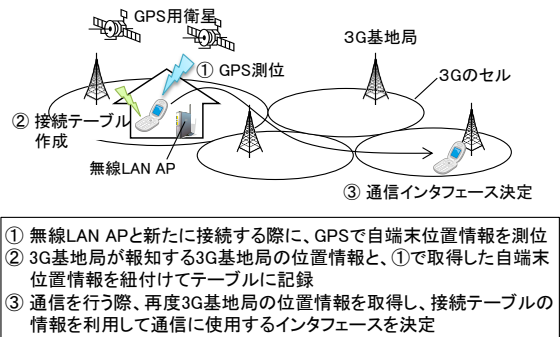 GPS用衛星
3G基地局
① GPS測位
3Gのセル
② 接続テーブル
作成
無線LAN AP
③ 通信インタフェース決定
① 無線LAN APと新たに接続する際に、GPSで自端末位置情報を測位
② 3G基地局が報知する3G基地局の位置情報と、①で取得した自端末
位置情報を紐付けてテーブルに記録
③ 通信を行う際、再度3G基地局の位置情報を取得し、接続テーブルの
情報を利用して通信に使用するインタフェースを決定